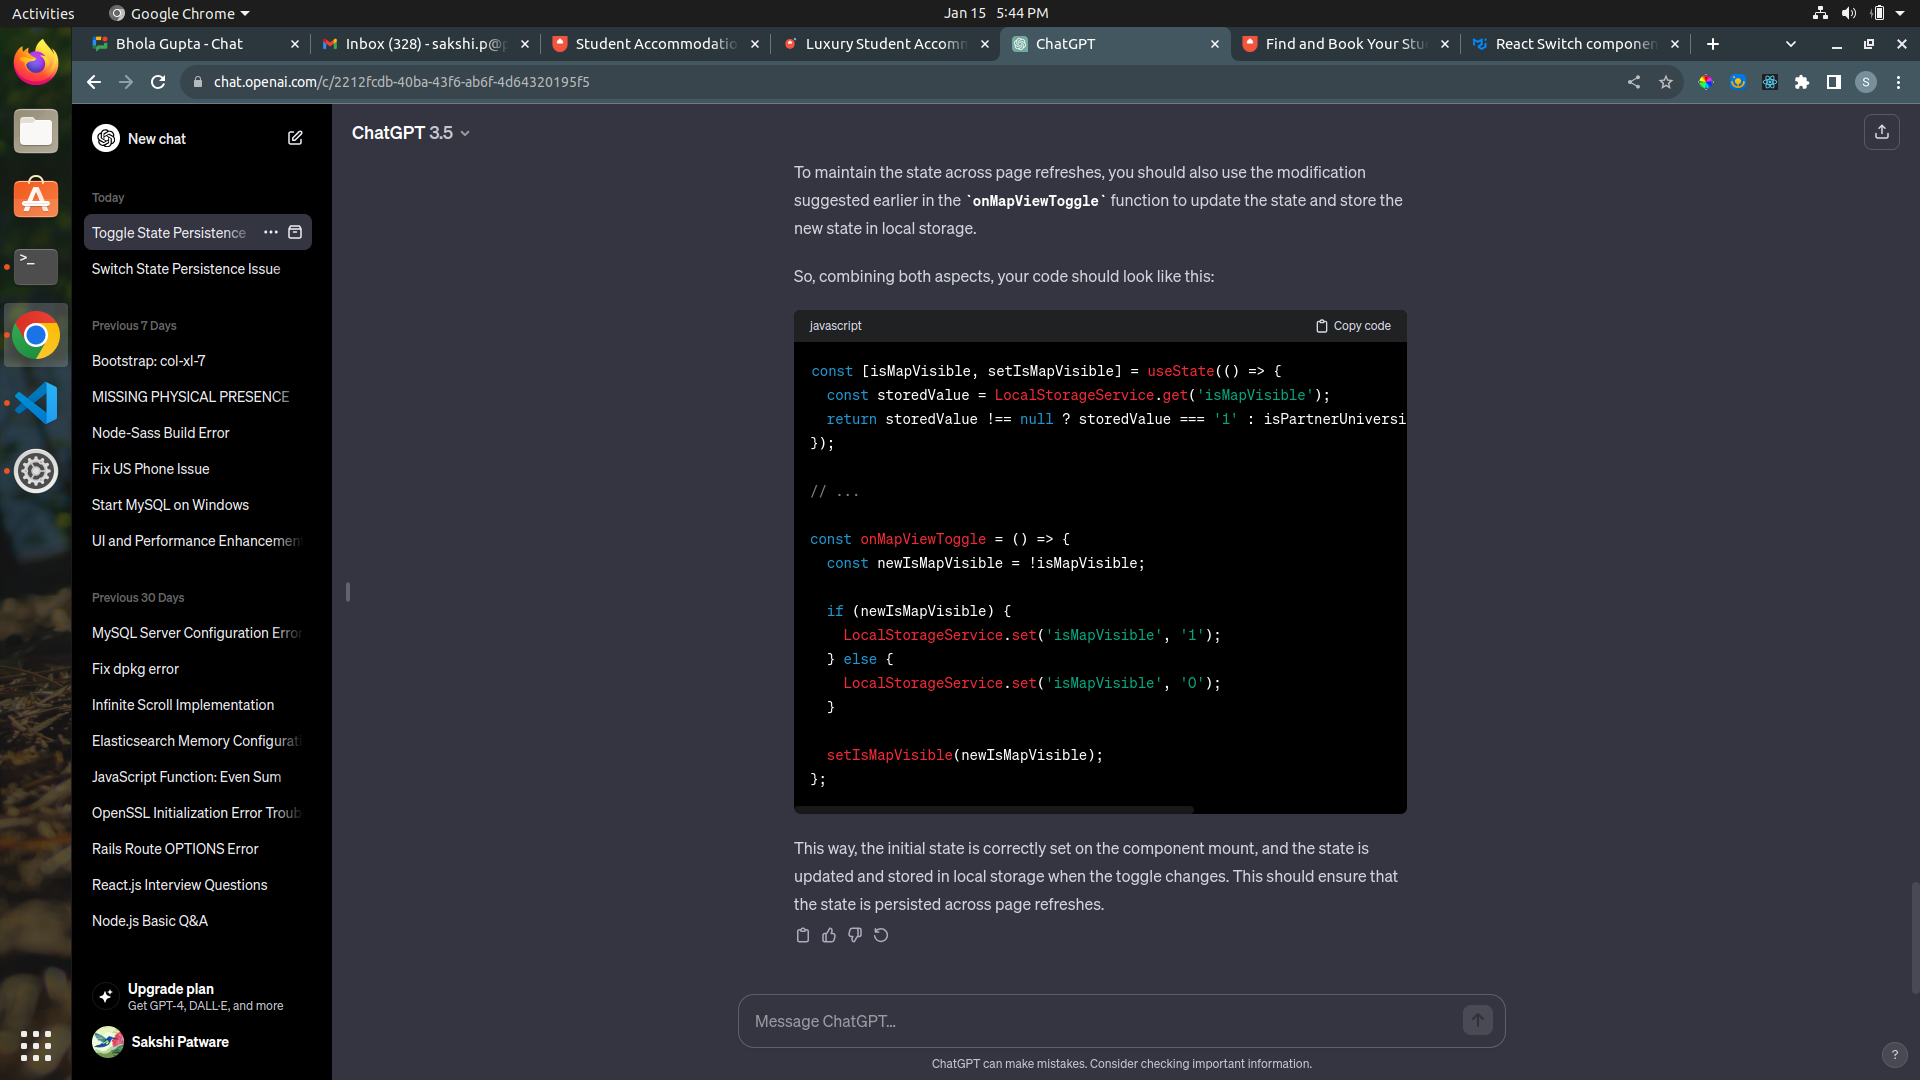 Activities
Google Chrome
Jan 15 5:44 PM
Bhola Gupta - Chat
Inbox (328) - sakshi.p@
Student Accommodatio
Luxury Student Accomm
ChatGPT
Find and Book Your Stu
React Switch componen
chat.openai.com/c/2212fcdb-40ba-43f6-ab6f-4d64320195f5
S
New chat
Today
Toggle State Persistence
Switch State Persistence Issue
Previous 7 Days
Bootstrap: col-xl-7
MISSING PHYSICAL PRESENCE
Node-Sass Build Error
Fix US Phone Issue
Start MySQL on Windows
UI and Performance Enhancemen
Previous 30 Days
MySQL Server Configuration Error
Fix dpkg error
Infinite Scroll Implementation
Elasticsearch Memory Configurati
JavaScript Function: Even Sum
OpenSSL Initialization Error Troub
Rails Route OPTIONS Error
React.js Interview Questions
Node.js Basic Q&A
Upgrade plan
Get GPT-4, DALL·E, and more
Sakshi Patware
ChatGPT 3.5
To maintain the state across page refreshes, you should also use the modification
suggested earlier in the `onMapViewToggle` function to update the state and store the
new state in local storage.
So, combining both aspects, your code should look like this:
javascript
Copy code
const [isMapVisible, setIsMapVisible] = useState(() => {
  const storedValue = LocalStorageService.get('isMapVisible');
  return storedValue !== null ? storedValue === '1' : isPartnerUniversi
});
// ...
const onMapViewToggle = () => {
  const newIsMapVisible = !isMapVisible;
  if (newIsMapVisible) {
    LocalStorageService.set('isMapVisible', '1');
  } else {
    LocalStorageService.set('isMapVisible', '0');
  }
  setIsMapVisible(newIsMapVisible);
};
This way, the initial state is correctly set on the component mount, and the state is
updated and stored in local storage when the toggle changes. This should ensure that
the state is persisted across page refreshes.
Message ChatGPT…
ChatGPT can make mistakes. Consider checking important information.
?